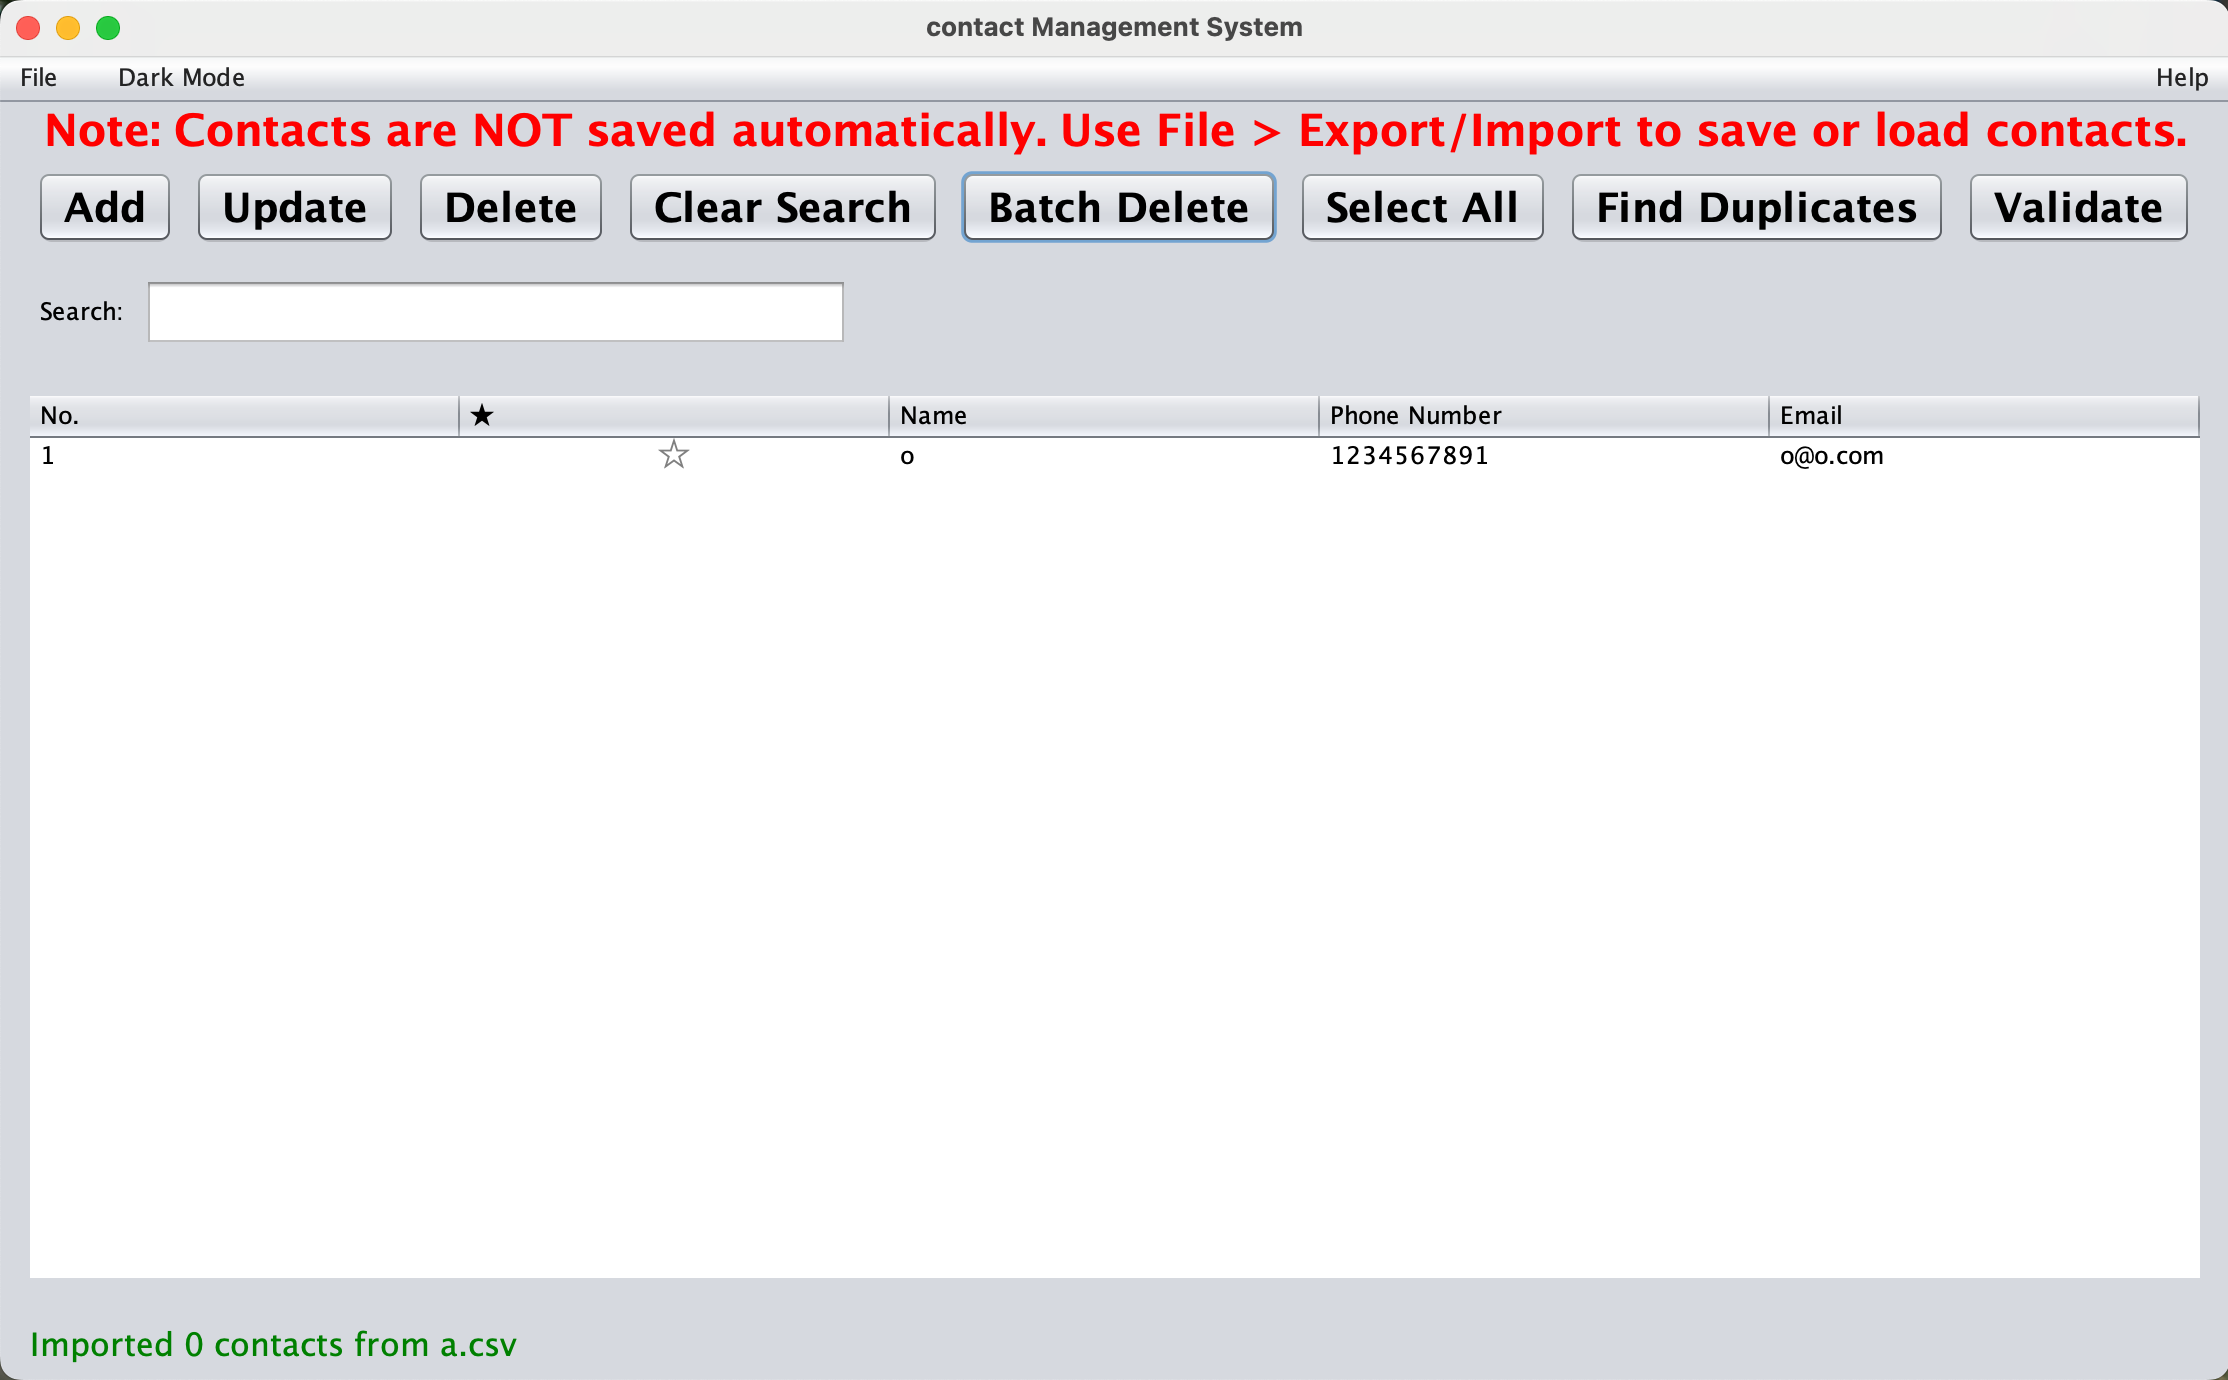 contact Management System
File Dark Mode Help
Note: Contacts are NOT saved automatically. Use File > Export/Import to save or load contacts.
Add Update Delete Clear Search Batch Delete Select All Find Duplicates Validate
Search:
No. ★ Name Phone Number Email
1 ☆ o 1234567891 o@o.com
Imported 0 contacts from a.csv